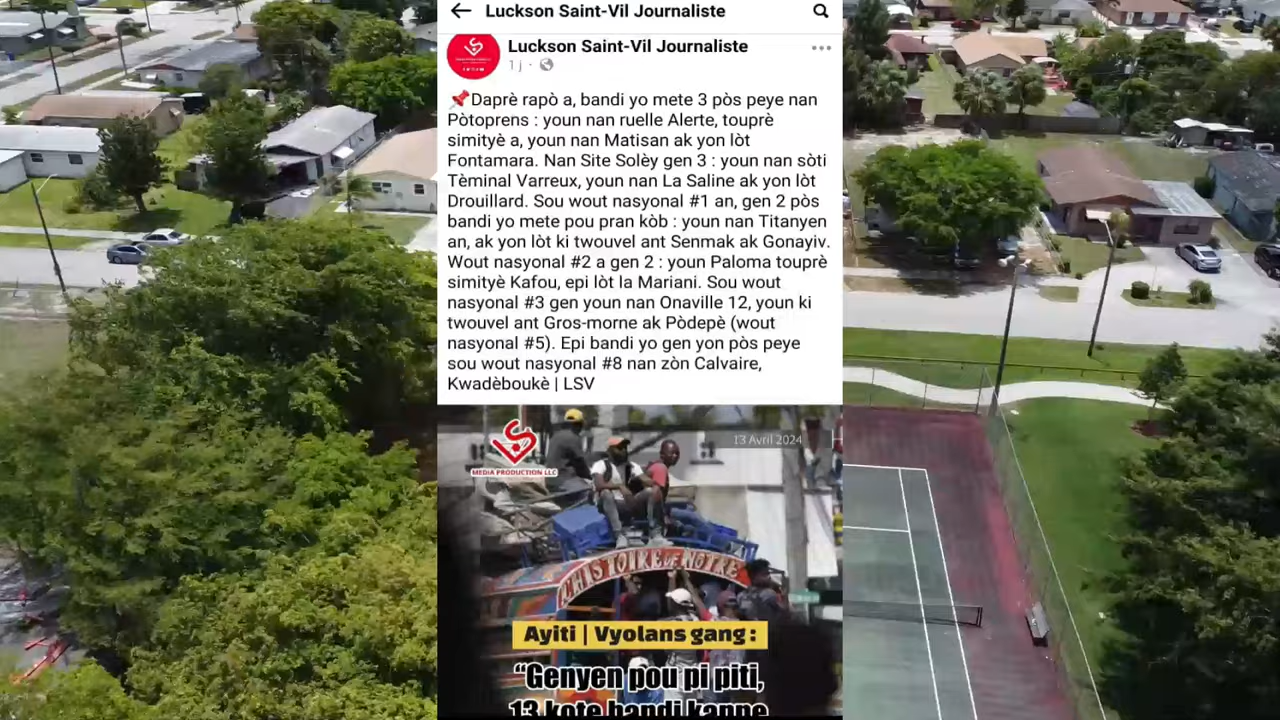 Luckson Saint-Vil Journaliste
Luckson Saint-Vil Journaliste
1 j ·
Daprè rapò a, bandi yo mete 3 pòs peye nan
Pòtoprens : youn nan ruelle Alerte, touprè
simityè a, youn nan Matisan ak yon lòt
Fontamara. Nan Site Solèy gen 3 : youn nan sòti
Tèminal Varreux, youn nan La Saline ak yon lòt
Drouillard. Sou wout nasyonal #1 an, gen 2 pòs
bandi yo mete pou pran kòb : youn nan Titanyen
an, ak yon lòt ki twouvel ant Senmak ak Gonayiv.
Wout nasyonal #2 a gen 2 : youn Paloma touprè
simityè Kafou, epi lòt la Mariani. Sou wout
nasyonal #3 gen youn nan Onaville 12, youn ki
twouvel ant Gros-morne ak Pòdepè (wout
nasyonal #5). Epi bandi yo gen yon pòs peye
sou wout nasyonal #8 nan zòn Calvaire,
Kwadèboukè | LSV
13 Avril 2024
MEDIA PRODUCTION LLC
L'HISTOIRE DE NOTRE
Ayiti | Vyolans gang :
“Genyen pou pi piti,
13 kote bandi kanpe